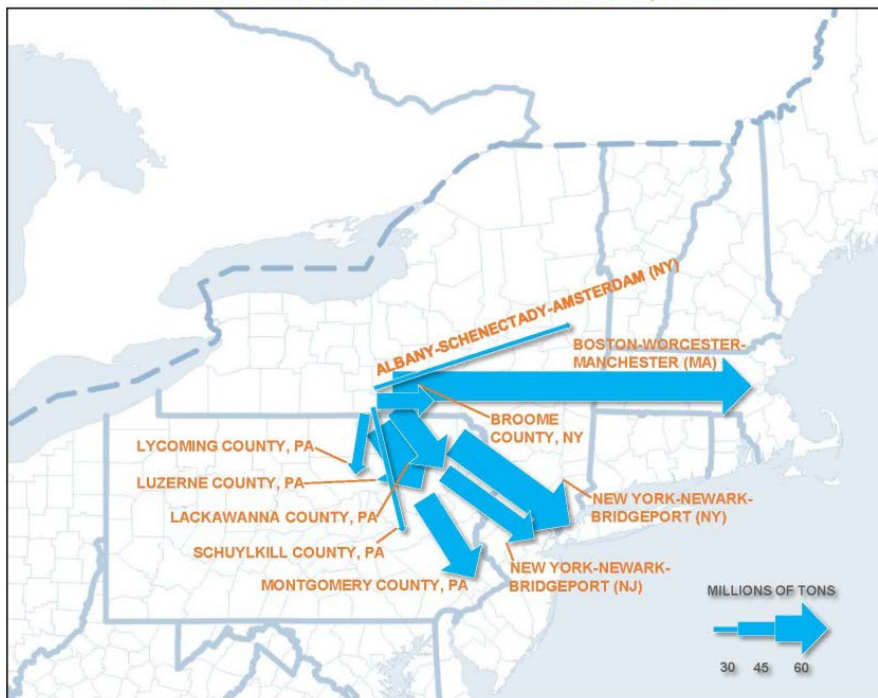 ALBANY-SCHENECTADY-AMSTERDAM (NY)
BOSTON-WORCESTER-
MANCHESTER (MA)
BROOME
COUNTY, NY
LYCOMING COUNTY, PA
LUZERNE COUNTY, PA
LACKAWANNA COUNTY, PA
SCHUYLKILL COUNTY, PA
MONTGOMERY COUNTY, PA
NEW YORK-NEWARK-
BRIDGEPORT (NY)
NEW YORK-NEWARK-
BRIDGEPORT (NJ)
MILLIONS OF TONS
30 45 60